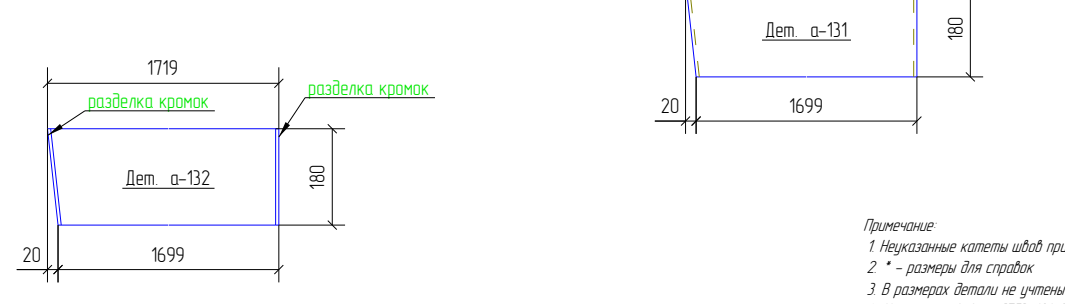 1719
разделка кромок
разделка кромок
Дет. а-132
180
20
1699
Дет. а-131
180
20
1699
Примечание:
1. Неуказанные катеты швов при
2. * - размеры для справок
3. В размерах детали не учтены